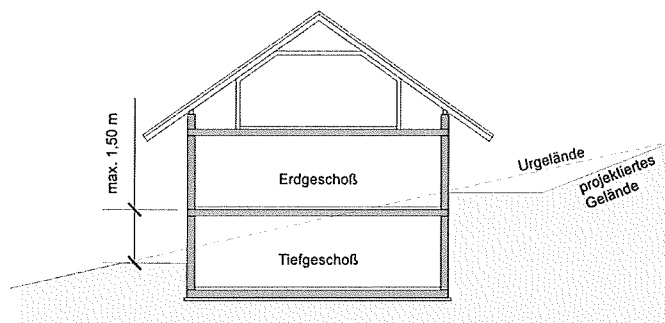 max. 1,50 m
Erdgeschoß
Urgelände
projektiertes
Gelände
Tiefgeschoß